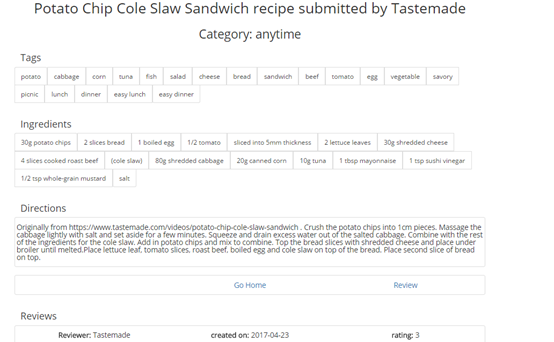 Potato Chip Cole Slaw Sandwich recipe submitted by Tastemade
Category: anytime
Tags
potato cabbage corn tuna fish salad cheese bread sandwich beef tomato egg vegetable savory
picnic lunch dinner easy lunch easy dinner
Ingredients
30g potato chips 2 slices bread 1 boiled egg 1/2 tomato sliced into 5mm thickness 2 lettuce leaves 30g shredded cheese
4 slices cooked roast beef (cole slaw) 80g shredded cabbage 20g canned corn 10g tuna 1 tbsp mayonnaise 1 tsp sushi vinegar
1/2 tsp whole-grain mustard salt
Directions
Originally from https://www.tastemade.com/videos/potato-chip-cole-slaw-sandwich . Crush the potato chips into 1cm pieces. Massage the
cabbage lightly with salt and set aside for a few minutes. Squeeze and drain excess water out of the salted cabbage. Combine with the rest
of the ingredients for the cole slaw. Add in potato chips and mix to combine. Top the bread slices with shredded cheese and place under
broiler until melted.Place lettuce leaf, tomato slices, roast beef, boiled egg and cole slaw on top of the bread. Place second slice of bread
on top.
Go Home Review
Reviews
Reviewer: Tastemade created on: 2017-04-23 rating: 3